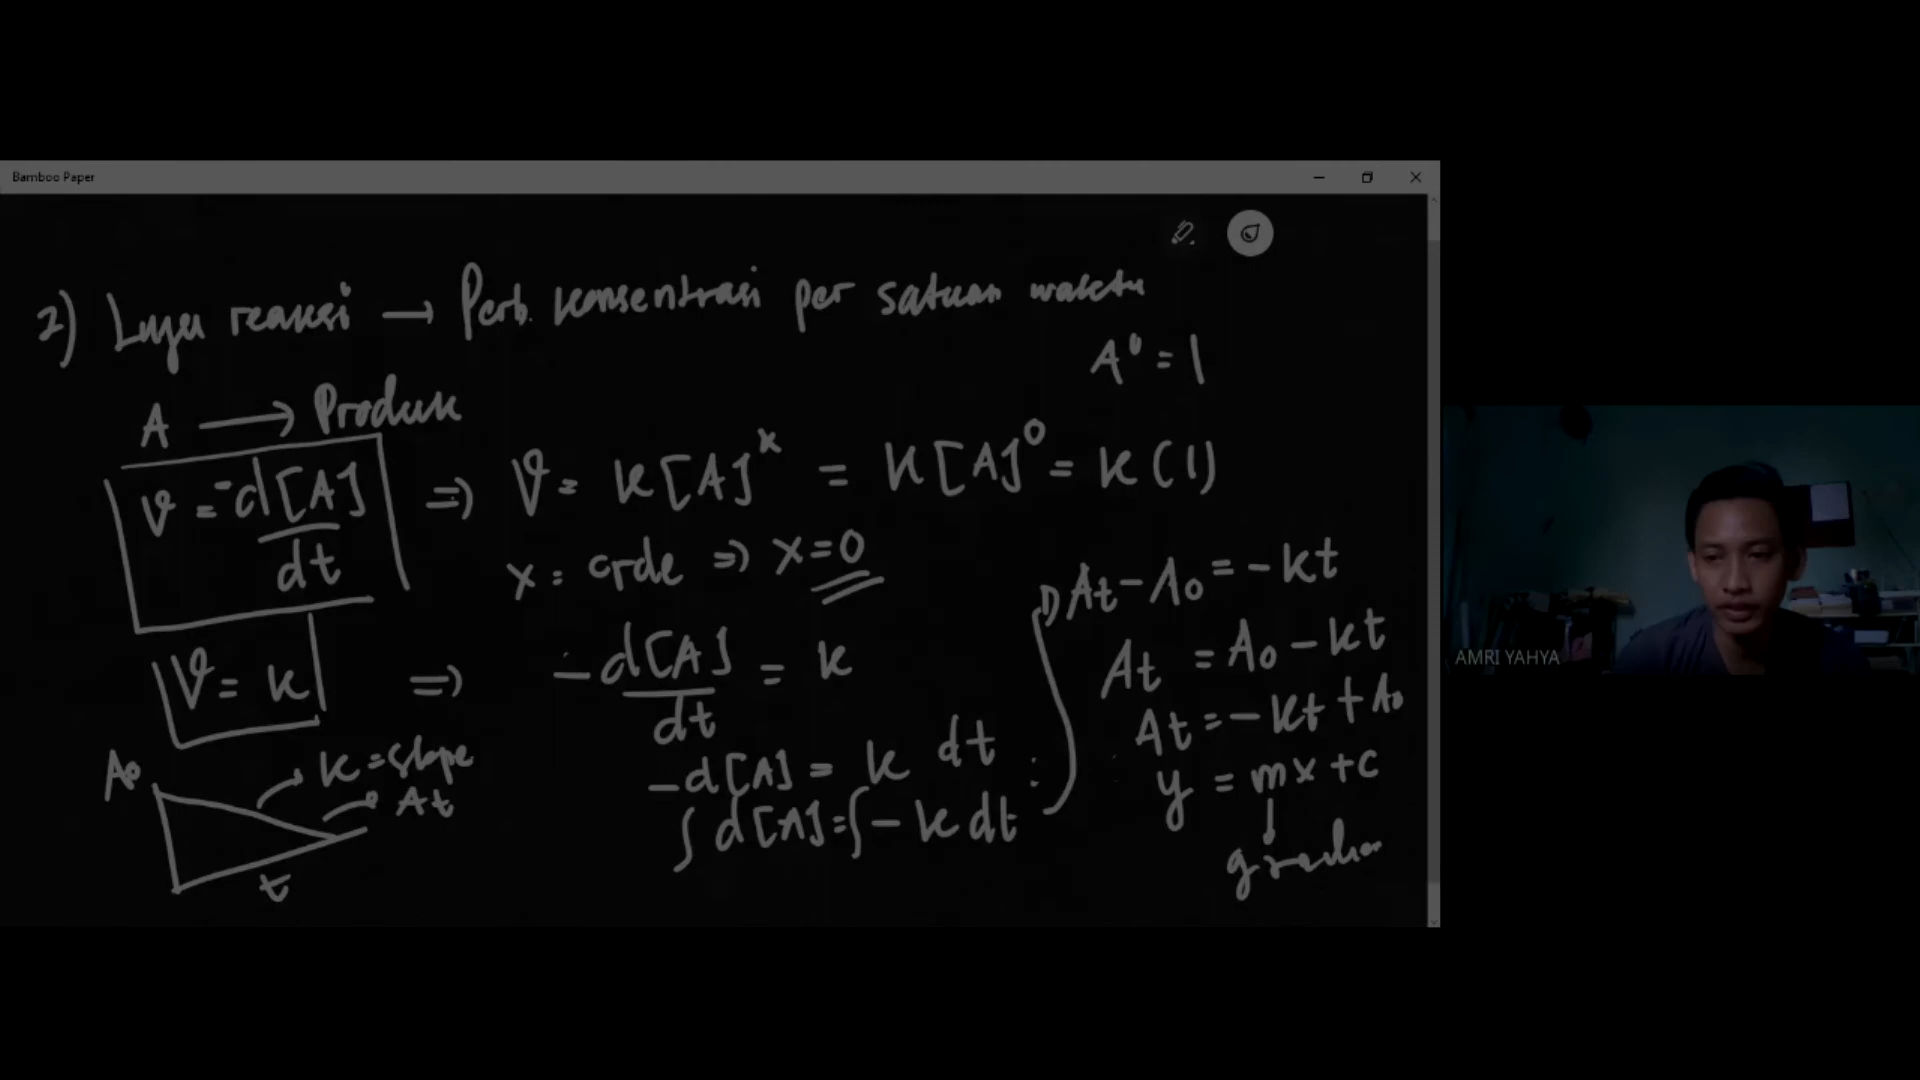 Bamboo Paper
2) Laju reaksi → Perb. konsentrasi per satuan waktu
A⁰ = 1
A → Produk
v = -d[A]/dt ⇒ v = k[A]ˣ = k[A]⁰ = k(1)
x = orde ⇒ x = 0
v = k ⇒ -d[A]/dt = k
-d[A] = k dt
∫ d[A] = ∫ -k dt
At - A₀ = -kt
At = A₀ - kt
At = -kt + A₀
y = mx + c
A₀
k = slope
At
t
AMRI YAHYA